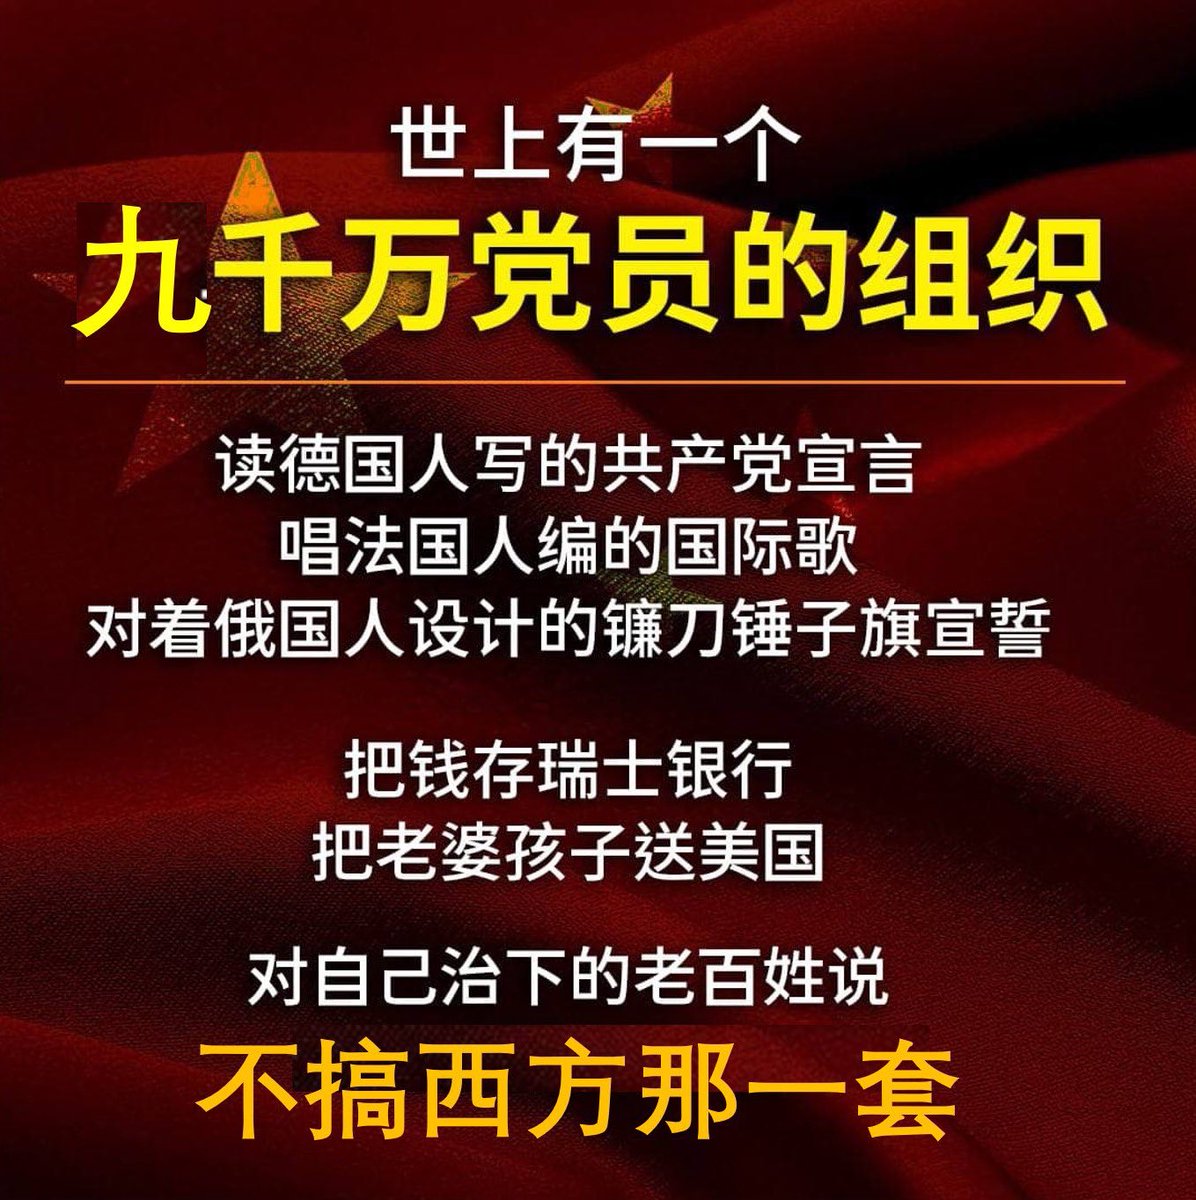 世上有一个
九千万党员的组织
读德国人写的共产党宣言
唱法国人编的国际歌
对着俄国人设计的镰刀锤子旗宣誓
把钱存瑞士银行
把老婆孩子送美国
对自己治下的老百姓说
不搞西方那一套